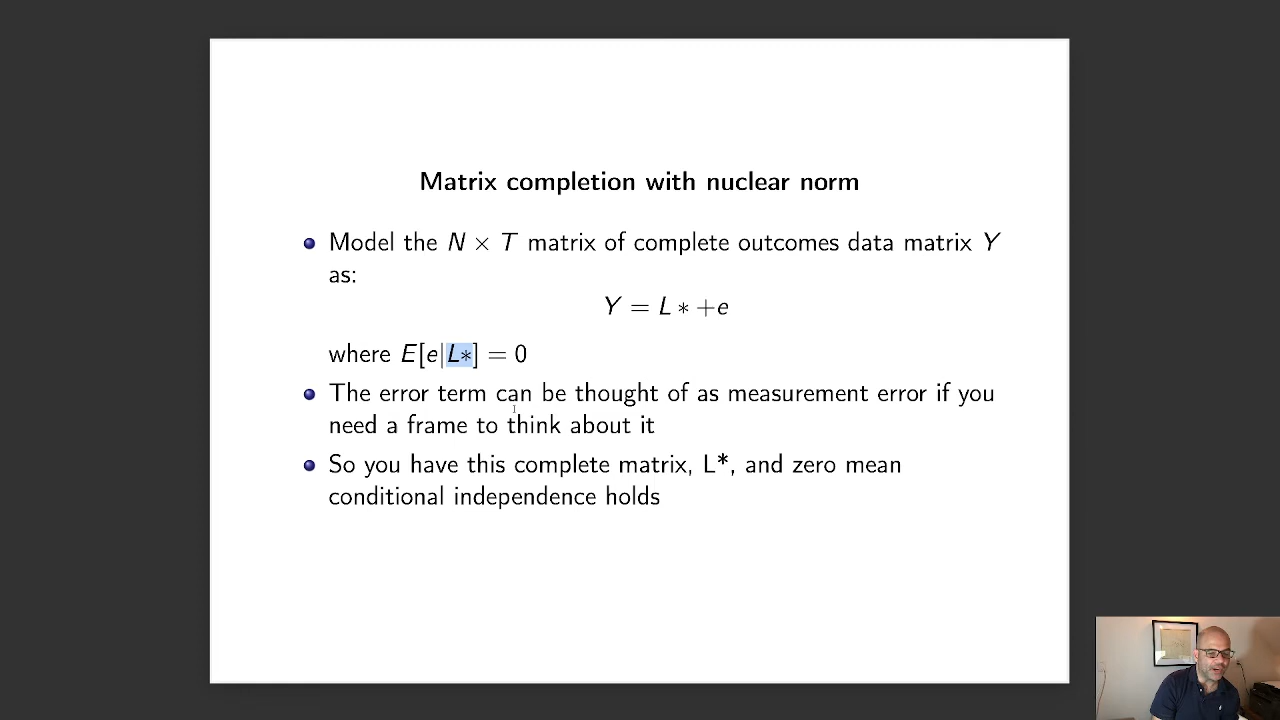 Matrix completion with nuclear norm
Model the N × T matrix of complete outcomes data matrix Y
as:
Y = L ∗ +e
where E[e|L∗] = 0
The error term can be thought of as measurement error if you
need a frame to think about it
So you have this complete matrix, L*, and zero mean
conditional independence holds